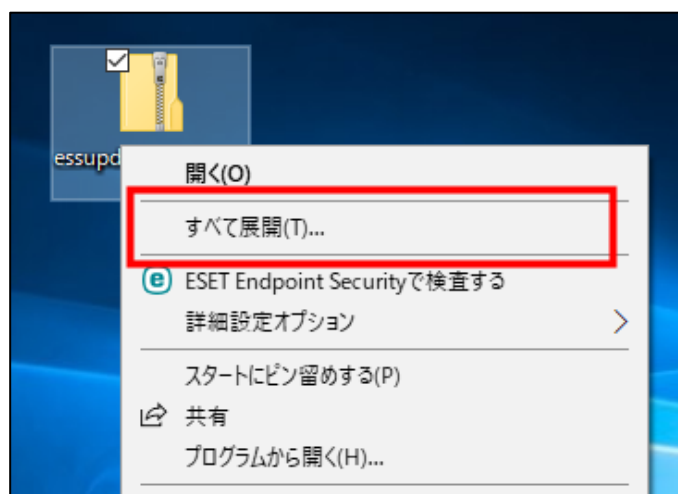 essupd
開く(O)
すべて展開(T)...
ESET Endpoint Securityで検査する
詳細設定オプション
スタートにピン留めする(P)
共有
プログラムから開く(H)...